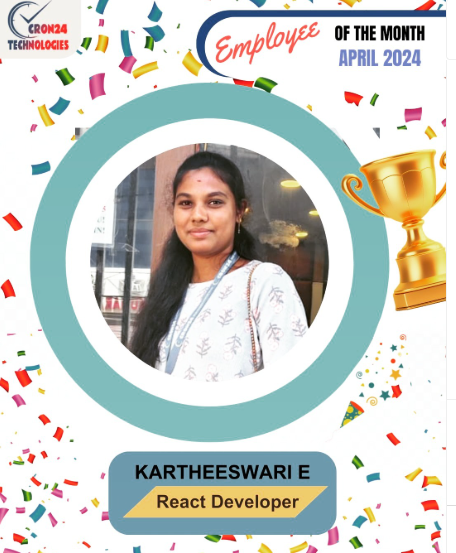 CRON24
TECHNOLOGIES
Employee
OF THE MONTH
APRIL 2024
KARTHEESWARI E
React Developer